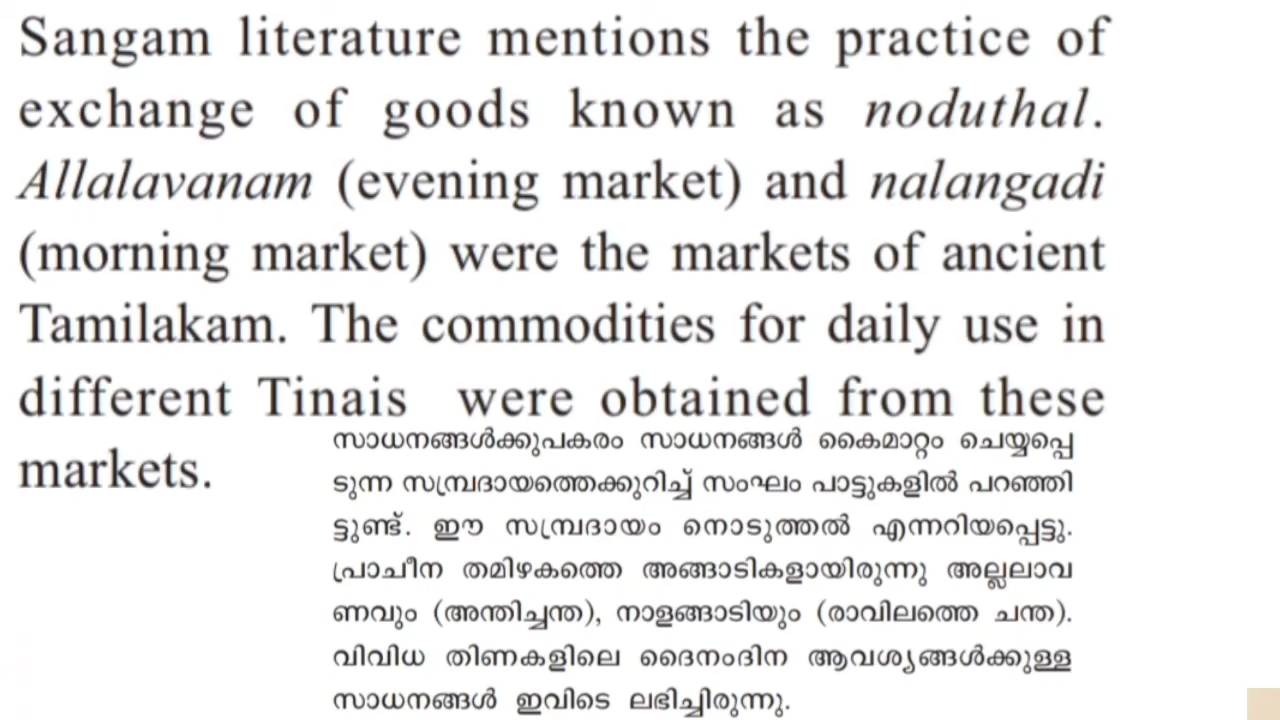 Sangam literature mentions the practice of
exchange of goods known as noduthal.
Allalavanam (evening market) and nalangadi
(morning market) were the markets of ancient
Tamilakam. The commodities for daily use in
different Tinais were obtained from these
markets.
സാധനങ്ങൾക്കുപകരം സാധനങ്ങൾ കൈമാറ്റം ചെയ്യപ്പെ
ടുന്ന സമ്പ്രദായത്തെക്കുറിച്ച് സംഘം പാട്ടുകളിൽ പറഞ്ഞി
ട്ടുണ്ട്. ഈ സമ്പ്രദായം നൊടുത്തൽ എന്നറിയപ്പെട്ടു.
പ്രാചീന തമിഴകത്തെ അങ്ങാടികളായിരുന്നു അല്ലലാവ
ണവും (അന്തിച്ചന്ത), നാളങ്ങാടിയും (രാവിലത്തെ ചന്ത).
വിവിധ തിണകളിലെ ദൈനംദിന ആവശ്യങ്ങൾക്കുള്ള
സാധനങ്ങൾ ഇവിടെ ലഭിച്ചിരുന്നു.